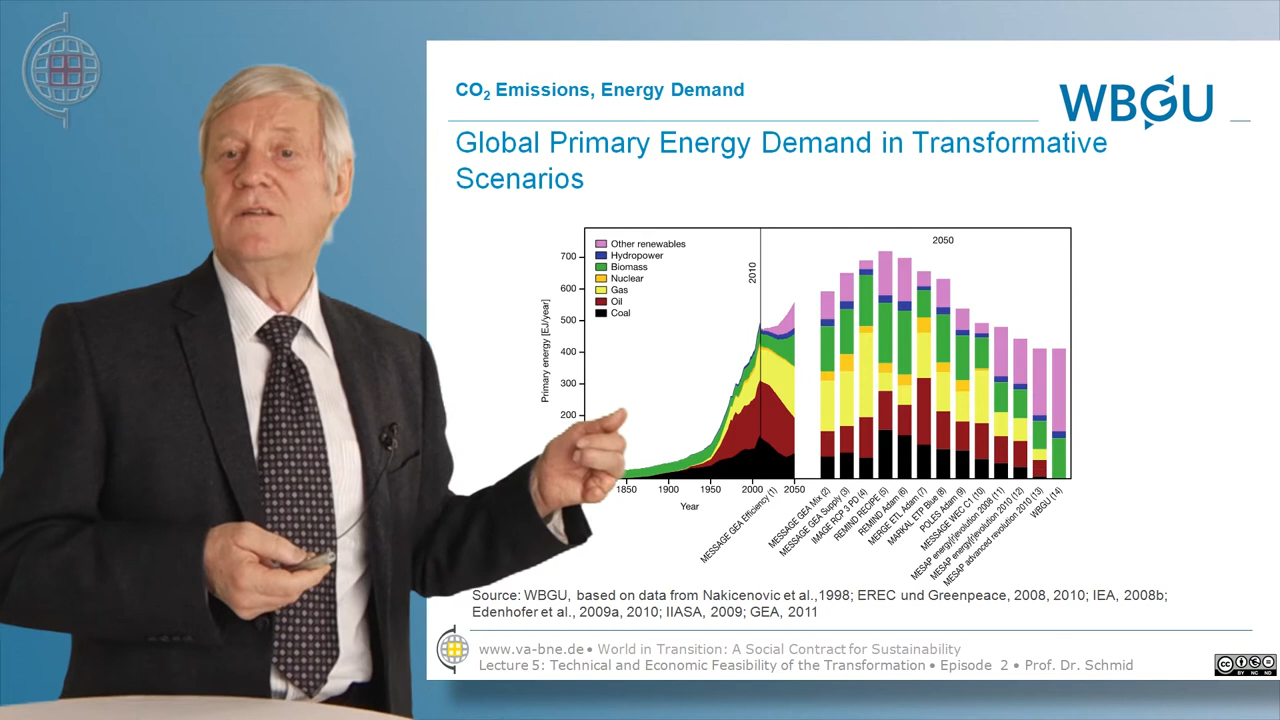 CO2 Emissions, Energy Demand
WBGU
Global Primary Energy Demand in Transformative
Scenarios
2050
2010
Other renewables
Hydropower
Biomass
Nuclear
Gas
Oil
Coal
Primary energy [EJ/year]
700
600
500
400
300
200
1850
1900
1950
2000
2050
Year
MESSAGE GEA Efficiency (1)
MESSAGE GEA Mix (2)
MESSAGE GEA Supply (3)
IMAGE RCP 3 PD (4)
REMIND RECIPE (5)
REMIND Adam (6)
MERGE ETL Adam (7)
MARKAL ETP Blue (8)
POLES Adam (9)
MESSAGE WEC C1 (10)
MESAP energy[r]evolution 2008 (11)
MESAP energy[r]evolution 2010 (12)
MESAP advanced revolution 2010 (13)
WBGU (14)
Source: WBGU, based on data from Nakicenovic et al.,1998; EREC und Greenpeace, 2008, 2010; IEA, 2008b;
Edenhofer et al., 2009a, 2010; IIASA, 2009; GEA, 2011
www.va-bne.de • World in Transition: A Social Contract for Sustainability
Lecture 5: Technical and Economic Feasibility of the Transformation • Episode 2 • Prof. Dr. Schmid
CC
BY NC ND